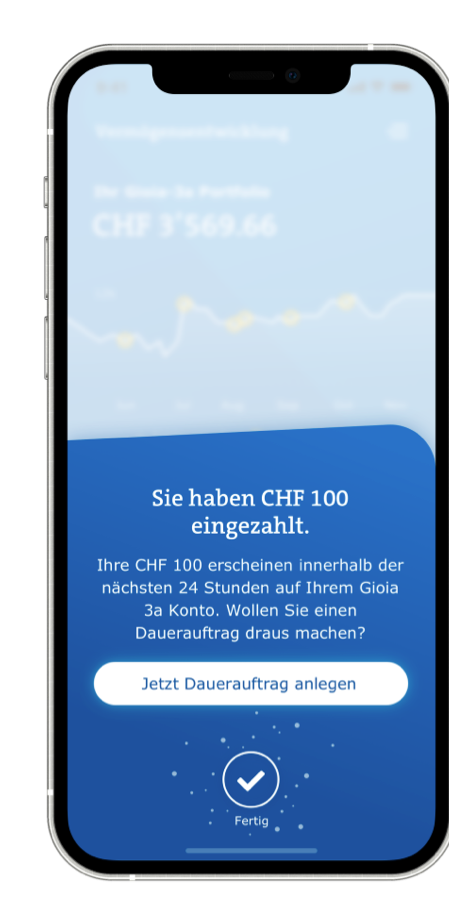 Vermögensentwicklung
Ihr Gioia 3a Portfolio
CHF 3'569.66
Sie haben CHF 100
eingezahlt.
Ihre CHF 100 erscheinen innerhalb der
nächsten 24 Stunden auf Ihrem Gioia
3a Konto. Wollen Sie einen
Dauerauftrag draus machen?
Jetzt Dauerauftrag anlegen
Fertig